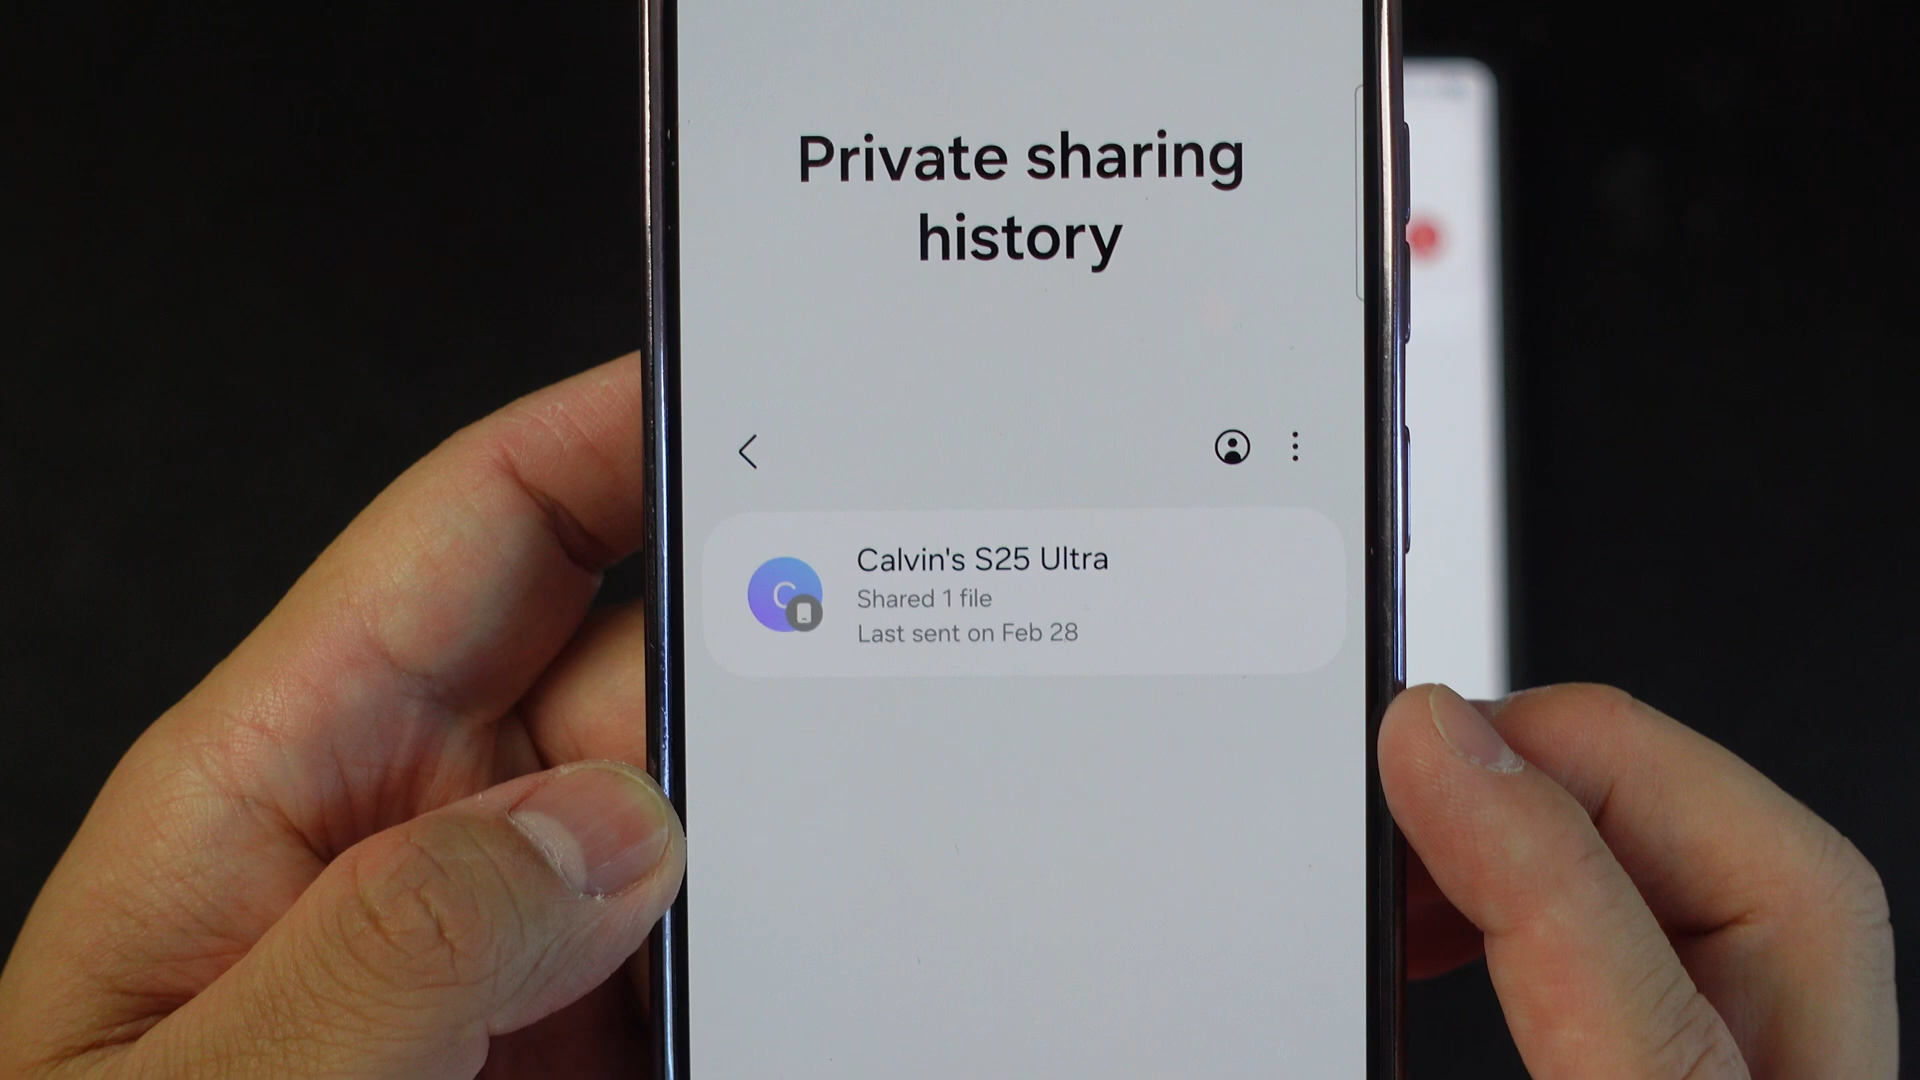 Private sharing
history
C
Calvin's S25 Ultra
Shared 1 file
Last sent on Feb 28